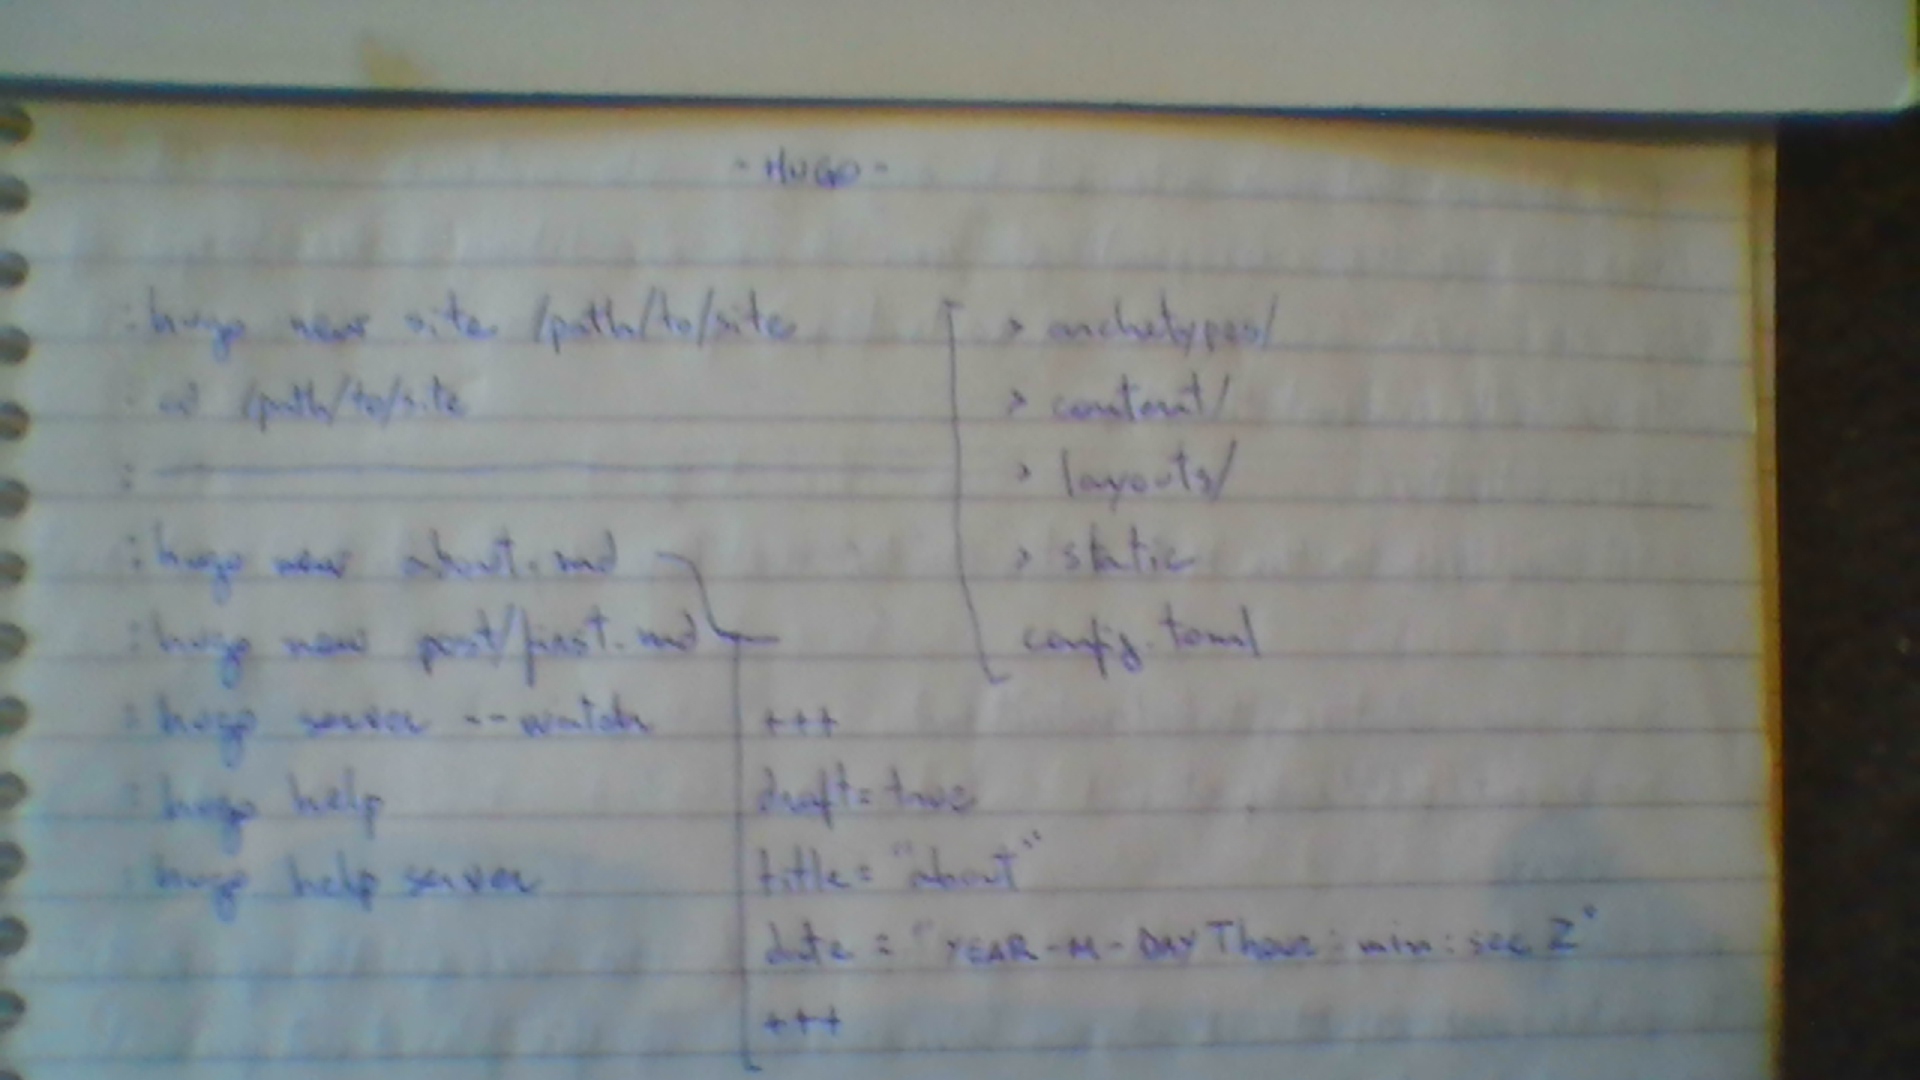 - HUGO -
: hugo new site /path/to/site
: cd /path/to/site
:
> archetypes/
> content/
> layouts/
> static
config.toml
: hugo new about.md
: hugo new post/first.md
: hugo server --watch
: hugo help
: hugo help server
+++
draft = true
title = "about"
date = "YEAR-M-DAY Thour:min:sec Z"
+++